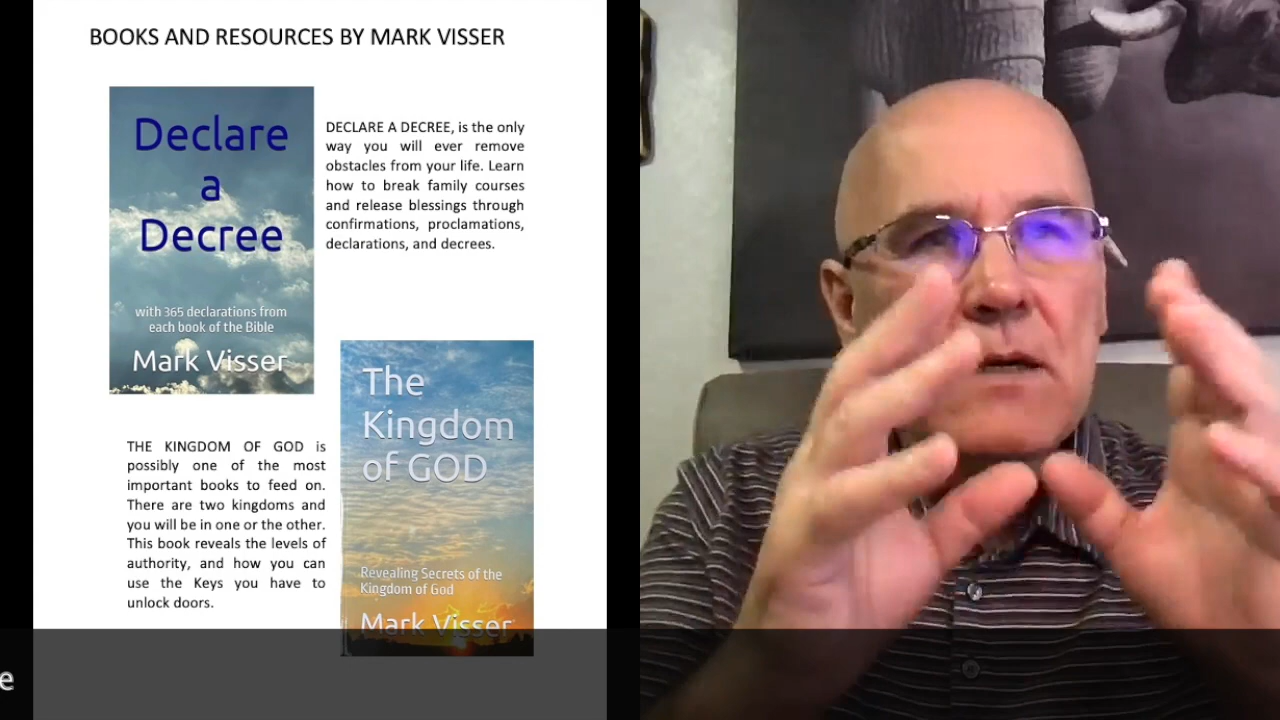 BOOKS AND RESOURCES BY MARK VISSER
Declare
a
Decree
with 365 declarations from
each book of the Bible
Mark Visser
DECLARE A DECREE, is the only
way you will ever remove
obstacles from your life. Learn
how to break family courses
and release blessings through
confirmations, proclamations,
declarations, and decrees.
THE KINGDOM OF GOD is
possibly one of the most
important books to feed on.
There are two kingdoms and
you will be in one or the other.
This book reveals the levels of
authority, and how you can
use the Keys you have to
unlock doors.
The
Kingdom
of GOD
Revealing Secrets of the
Kingdom of God
Mark Visser
e